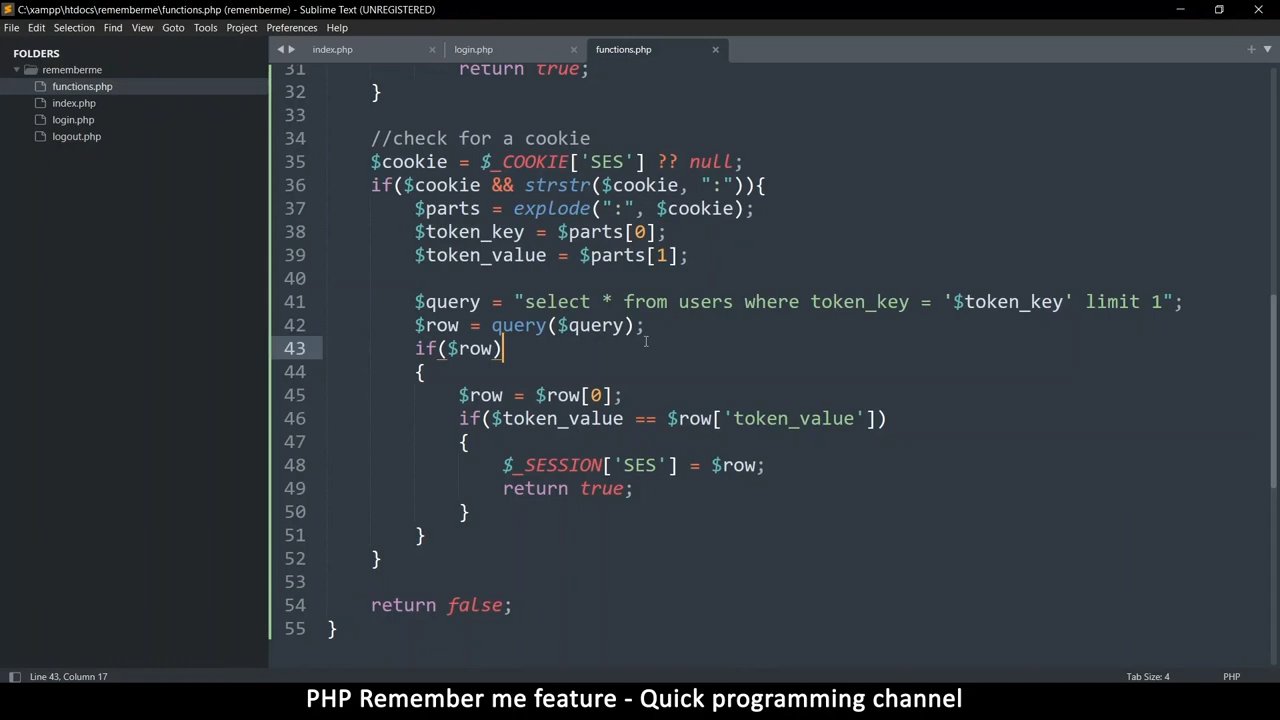 C:\xampp\htdocs\rememberme\functions.php (rememberme) - Sublime Text (UNREGISTERED)
File Edit Selection Find View Goto Tools Project Preferences Help
FOLDERS
rememberme
functions.php
index.php
login.php
logout.php
index.php × login.php × functions.php ×
31 return true;
32 }
33
34 //check for a cookie
35 $cookie = $_COOKIE['SES'] ?? null;
36 if($cookie && strstr($cookie, ":")){
37 $parts = explode(":", $cookie);
38 $token_key = $parts[0];
39 $token_value = $parts[1];
40
41 $query = "select * from users where token_key = '$token_key' limit 1";
42 $row = query($query);
43 if($row)
44 {
45 $row = $row[0];
46 if($token_value == $row['token_value'])
47 {
48 $_SESSION['SES'] = $row;
49 return true;
50 }
51 }
52 }
53
54 return false;
55 }
Line 43, Column 17 Tab Size: 4 PHP
PHP Remember me feature - Quick programming channel